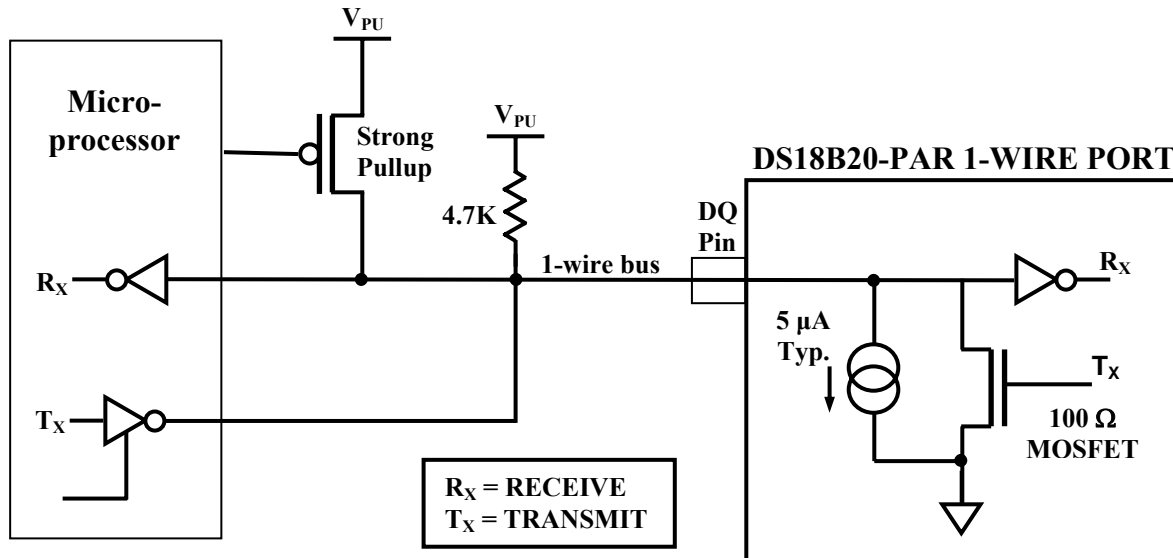 V_PU
Micro-
processor
Strong
Pullup
V_PU
4.7K
DS18B20-PAR 1-WIRE PORT
DQ
Pin
1-wire bus
R_X
R_X
5 µA
Typ.
T_X
T_X
100 Ω
MOSFET
R_X = RECEIVE
T_X = TRANSMIT